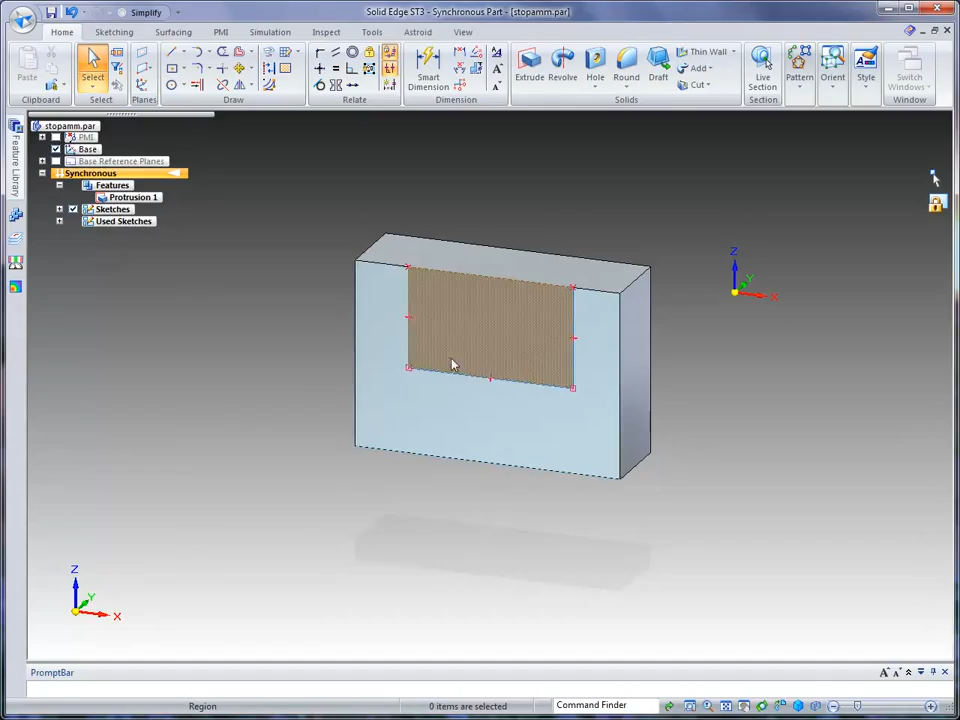 Simplify
Solid Edge ST3 - Synchronous Part - [stopamm.par]
Home Sketching Surfacing PMI Simulation Inspect Tools Astroid View
Paste
Select
Smart
Dimension
Extrude Revolve Hole Round Draft
Thin Wall
Add
Cut
Live
Section
Pattern Orient Style
Switch
Windows
Clipboard Select Planes Draw Relate Dimension Solids Section Window
Feature Library
stopamm.par
PMI
Base
Base Reference Planes
Synchronous
Features
Protrusion 1
Sketches
Used Sketches
Z
Y
X
Z
Y
X
PromptBar
Region
0 items are selected
Command Finder